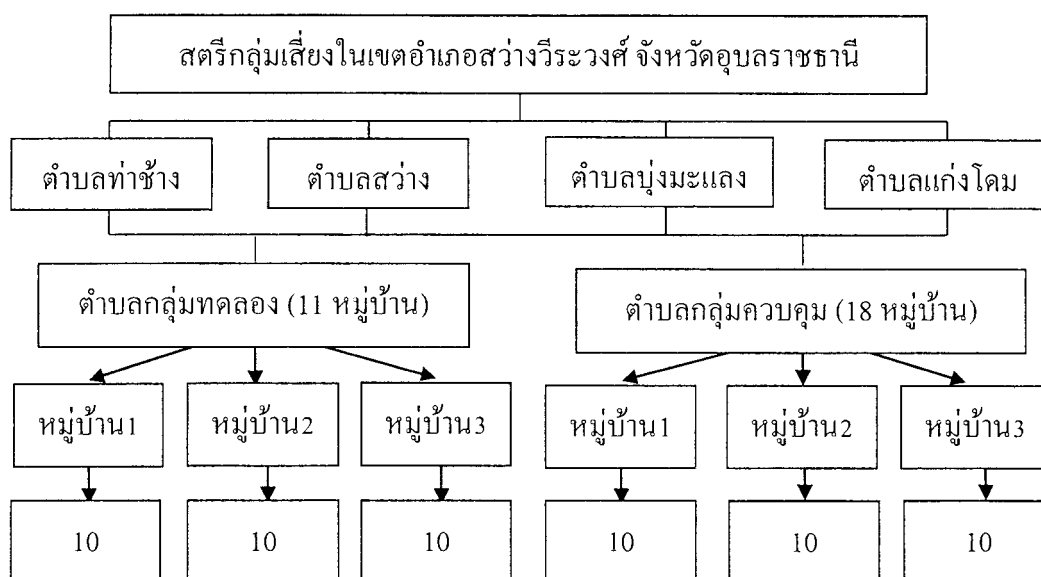 สตรีกลุ่มเสี่ยงในเขตอำเภอสว่างวีระวงศ์ จังหวัดอุบลราชธานี
ตำบลท่าช้าง
ตำบลสว่าง
ตำบลบุ่งมะแลง
ตำบลแก่งโดม
ตำบลกลุ่มทดลอง (11 หมู่บ้าน)
ตำบลกลุ่มควบคุม (18 หมู่บ้าน)
หมู่บ้าน1
หมู่บ้าน2
หมู่บ้าน3
หมู่บ้าน1
หมู่บ้าน2
หมู่บ้าน3
10
10
10
10
10
10